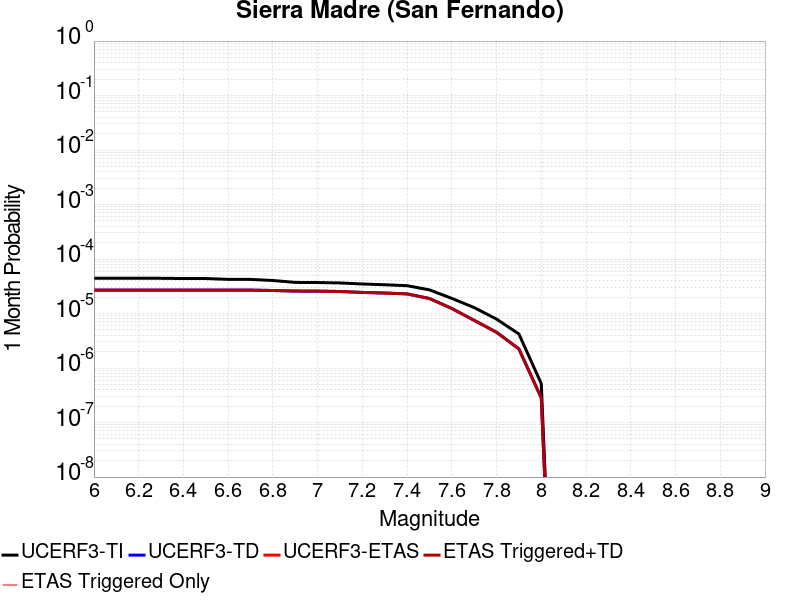 Sierra Madre (San Fernando)
10^0
10^-1
10^-2
10^-3
10^-4
10^-5
10^-6
10^-7
10^-8
1 Month Probability
6 6.2 6.4 6.6 6.8 7 7.2 7.4 7.6 7.8 8 8.2 8.4 8.6 8.8 9
Magnitude
UCERF3-TI UCERF3-TD UCERF3-ETAS ETAS Triggered+TD
ETAS Triggered Only